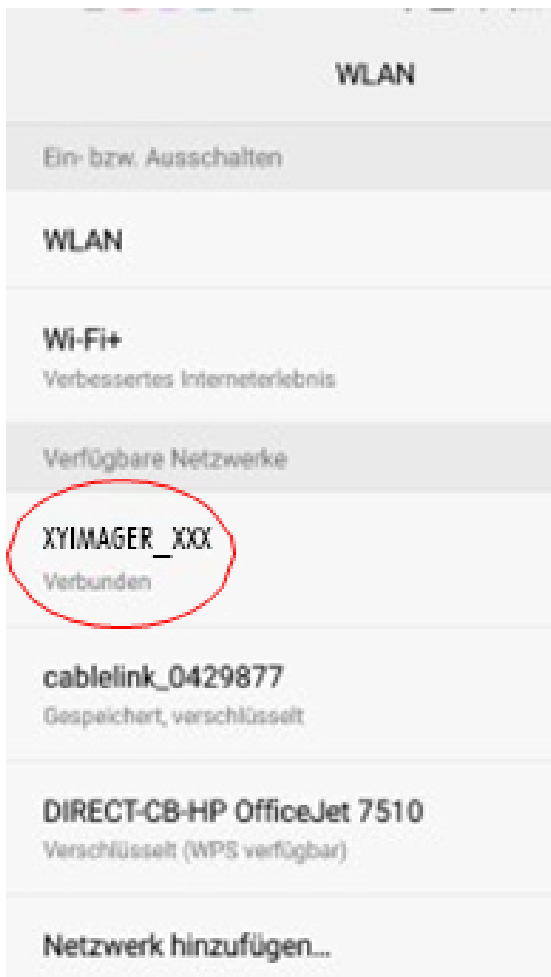 WLAN
Ein- bzw. Ausschalten
WLAN
Wi-Fi+
Verbessertes Interneterlebnis
Verfügbare Netzwerke
XYIMAGER_XXX
Verbunden
cablelink_0429877
Gespeichert, verschlüsselt
DIRECT-CB-HP OfficeJet 7510
Verschlüsselt (WPS verfügbar)
Netzwerk hinzufügen...